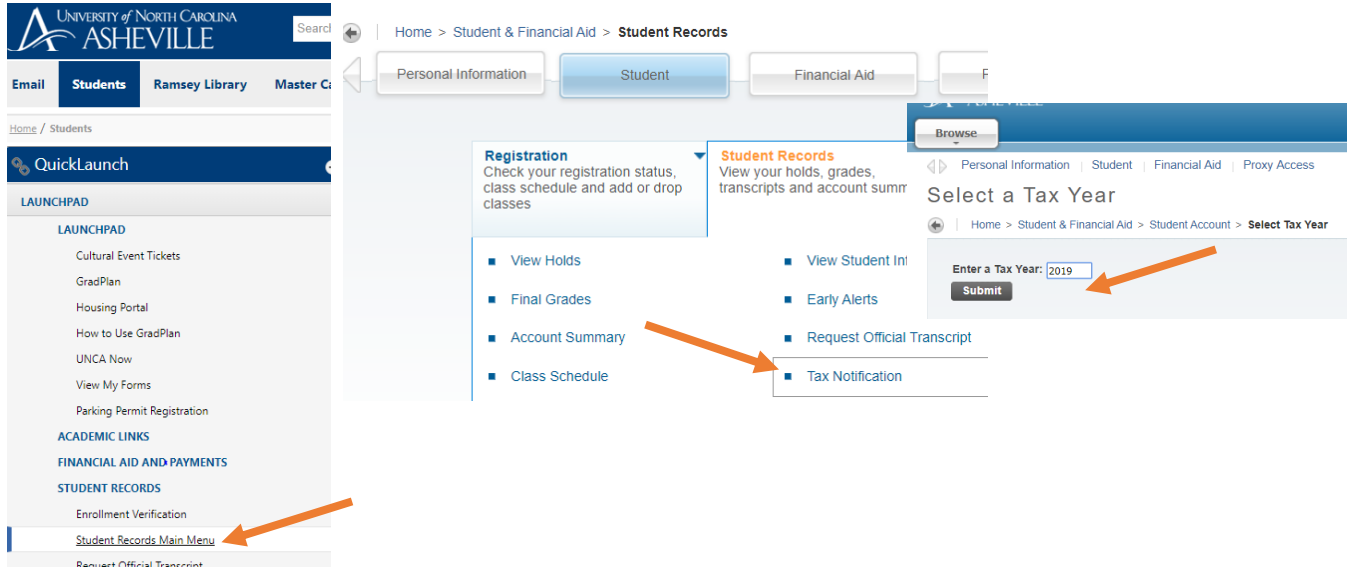 UNIVERSITY of NORTH CAROLINA
ASHEVILLE
Search
Email Students Ramsey Library Master Ca
Home / Students
QuickLaunch
LAUNCHPAD
LAUNCHPAD
Cultural Event Tickets
GradPlan
Housing Portal
How to Use GradPlan
UNCA Now
View My Forms
Parking Permit Registration
ACADEMIC LINKS
FINANCIAL AID AND PAYMENTS
STUDENT RECORDS
Enrollment Verification
Student Records Main Menu
Request Official Transcript
Home > Student & Financial Aid > Student Records
Personal Information Student Financial Aid
Registration
Check your registration status,
class schedule and add or drop
classes
Student Records
View your holds, grades,
transcripts and account summ
View Holds
Final Grades
Account Summary
Class Schedule
View Student Inf
Early Alerts
Request Official Transcript
Tax Notification
Browse
Personal Information Student Financial Aid Proxy Access
Select a Tax Year
Home > Student & Financial Aid > Student Account > Select Tax Year
Enter a Tax Year: 2019
Submit